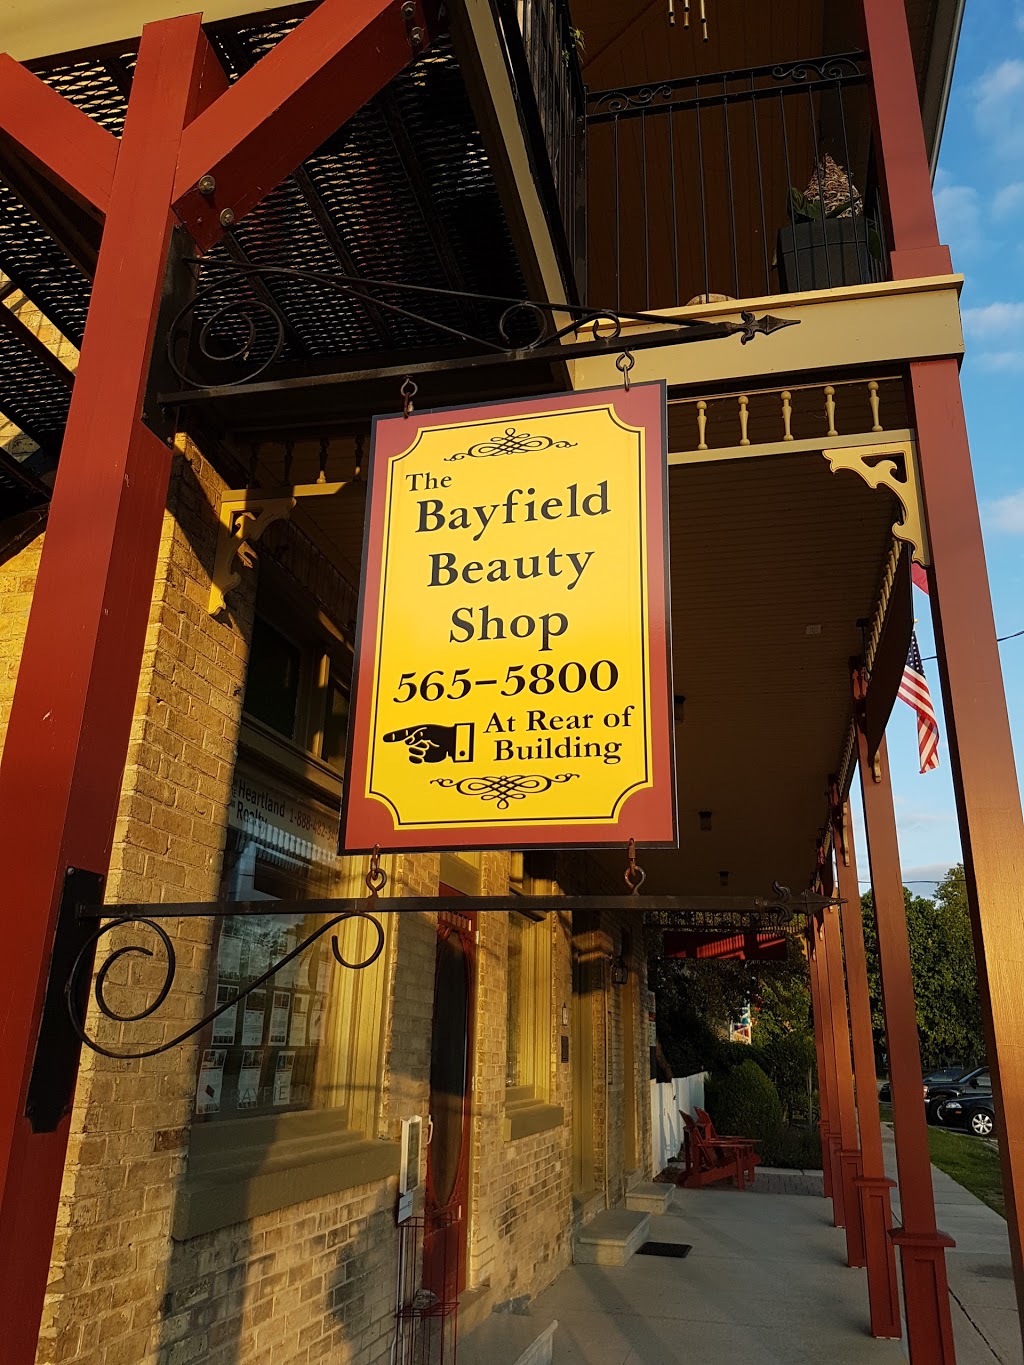 The
Bayfield
Beauty
Shop
565-5800
At Rear of
Building
Heartland
Realty